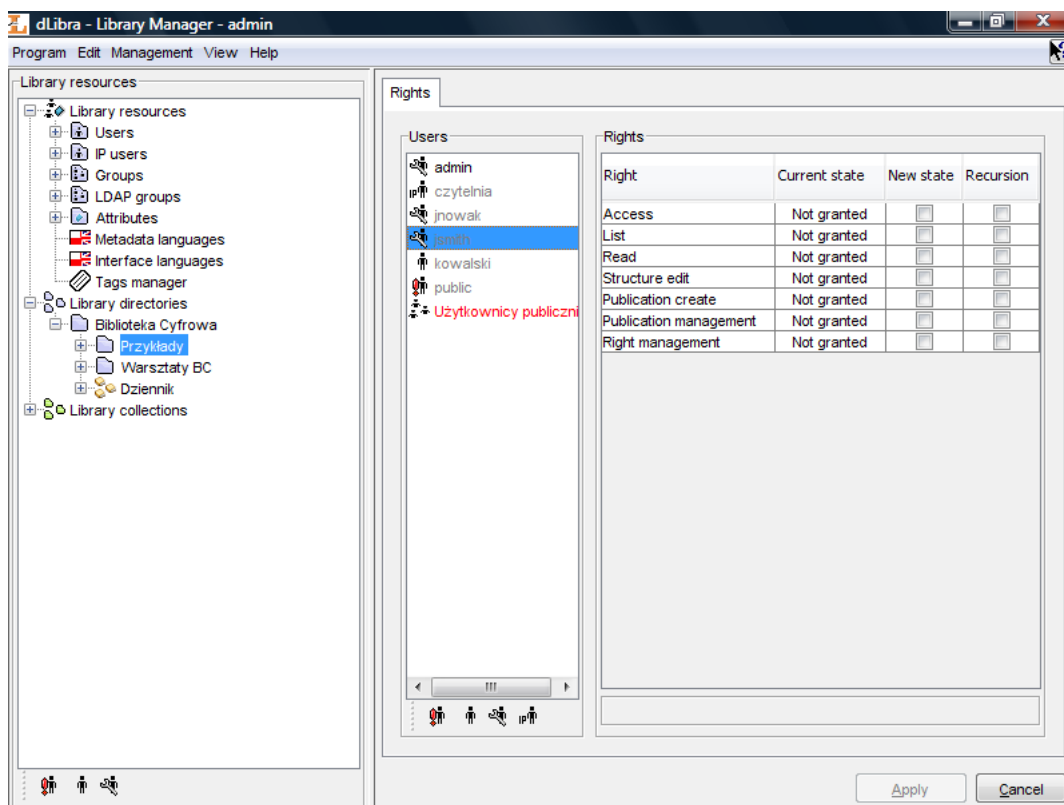 dLibra - Library Manager - admin
Program Edit Management View Help
Library resources
Library resources
Users
IP users
Groups
LDAP groups
Attributes
Metadata languages
Interface languages
Tags manager
Library directories
Biblioteka Cyfrowa
Przykłady
Warsztaty BC
Dziennik
Library collections
Rights
Users
admin
czytelnia
jnowak
jsmith
kowalski
public
Użytkownicy publiczni
Rights
Right Current state New state Recursion
Access Not granted
List Not granted
Read Not granted
Structure edit Not granted
Publication create Not granted
Publication management Not granted
Right management Not granted
Apply Cancel